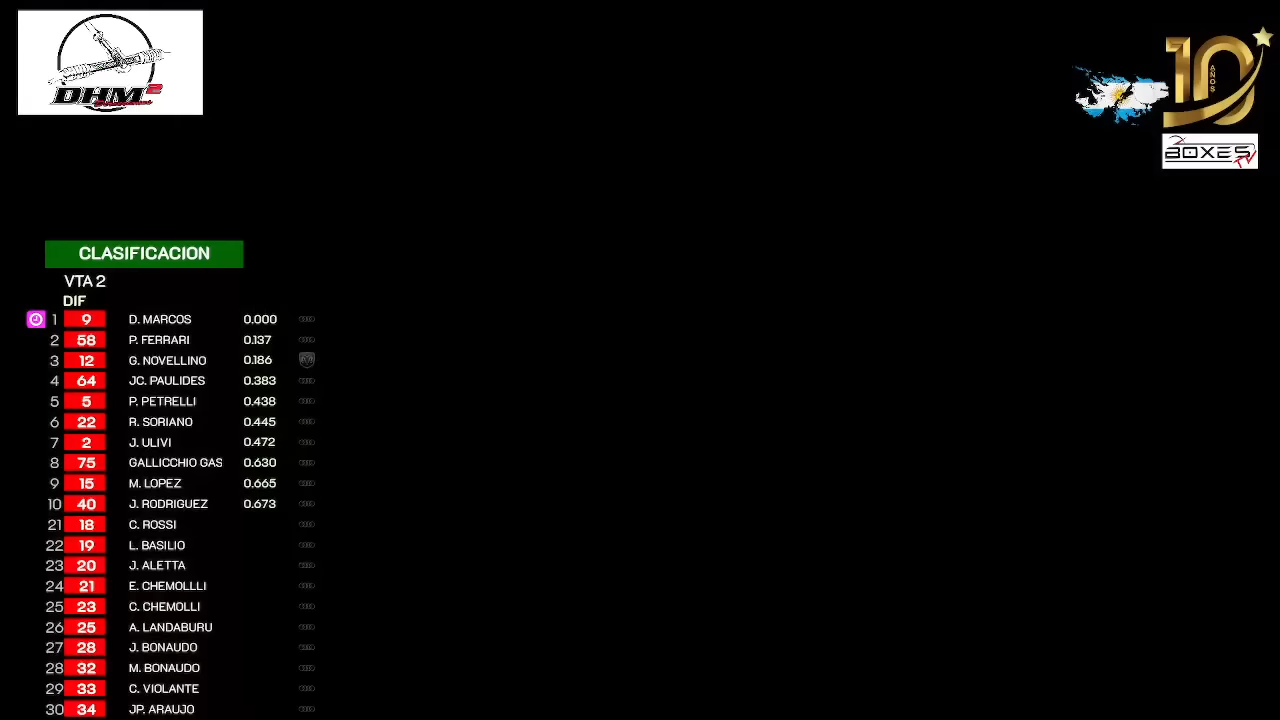 DHM2
10
AÑOS
BOXES TV
CLASIFICACION
VTA 2
DIF
1 9 D. MARCOS 0.000
2 58 P. FERRARI 0.137
3 12 G. NOVELLINO 0.186
4 64 JC. PAULIDES 0.383
5 5 P. PETRELLI 0.438
6 22 R. SORIANO 0.445
7 2 J. ULIVI 0.472
8 75 GALLICCHIO GAS 0.630
9 15 M. LOPEZ 0.665
10 40 J. RODRIGUEZ 0.673
21 18 C. ROSSI
22 19 L. BASILIO
23 20 J. ALETTA
24 21 E. CHEMOLLLI
25 23 C. CHEMOLLI
26 25 A. LANDABURU
27 28 J. BONAUDO
28 32 M. BONAUDO
29 33 C. VIOLANTE
30 34 JP. ARAUJO